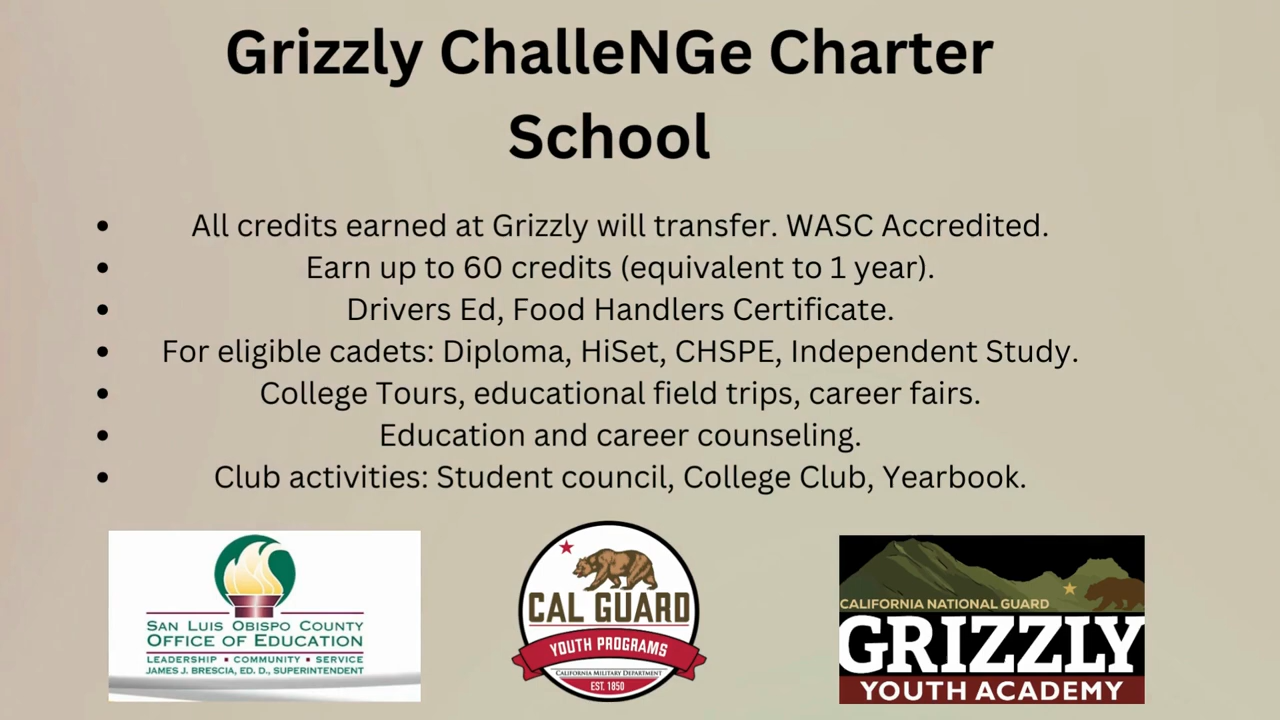 Grizzly ChalleNGe Charter
School
• All credits earned at Grizzly will transfer. WASC Accredited.
• Earn up to 60 credits (equivalent to 1 year).
• Drivers Ed, Food Handlers Certificate.
• For eligible cadets: Diploma, HiSet, CHSPE, Independent Study.
• College Tours, educational field trips, career fairs.
• Education and career counseling.
• Club activities: Student council, College Club, Yearbook.
SAN LUIS OBISPO COUNTY
OFFICE OF EDUCATION
LEADERSHIP • COMMUNITY • SERVICE
JAMES J. BRESCIA, ED. D., SUPERINTENDENT
CAL GUARD
YOUTH PROGRAMS
CALIFORNIA MILITARY DEPARTMENT
EST. 1850
CALIFORNIA NATIONAL GUARD
GRIZZLY
YOUTH ACADEMY